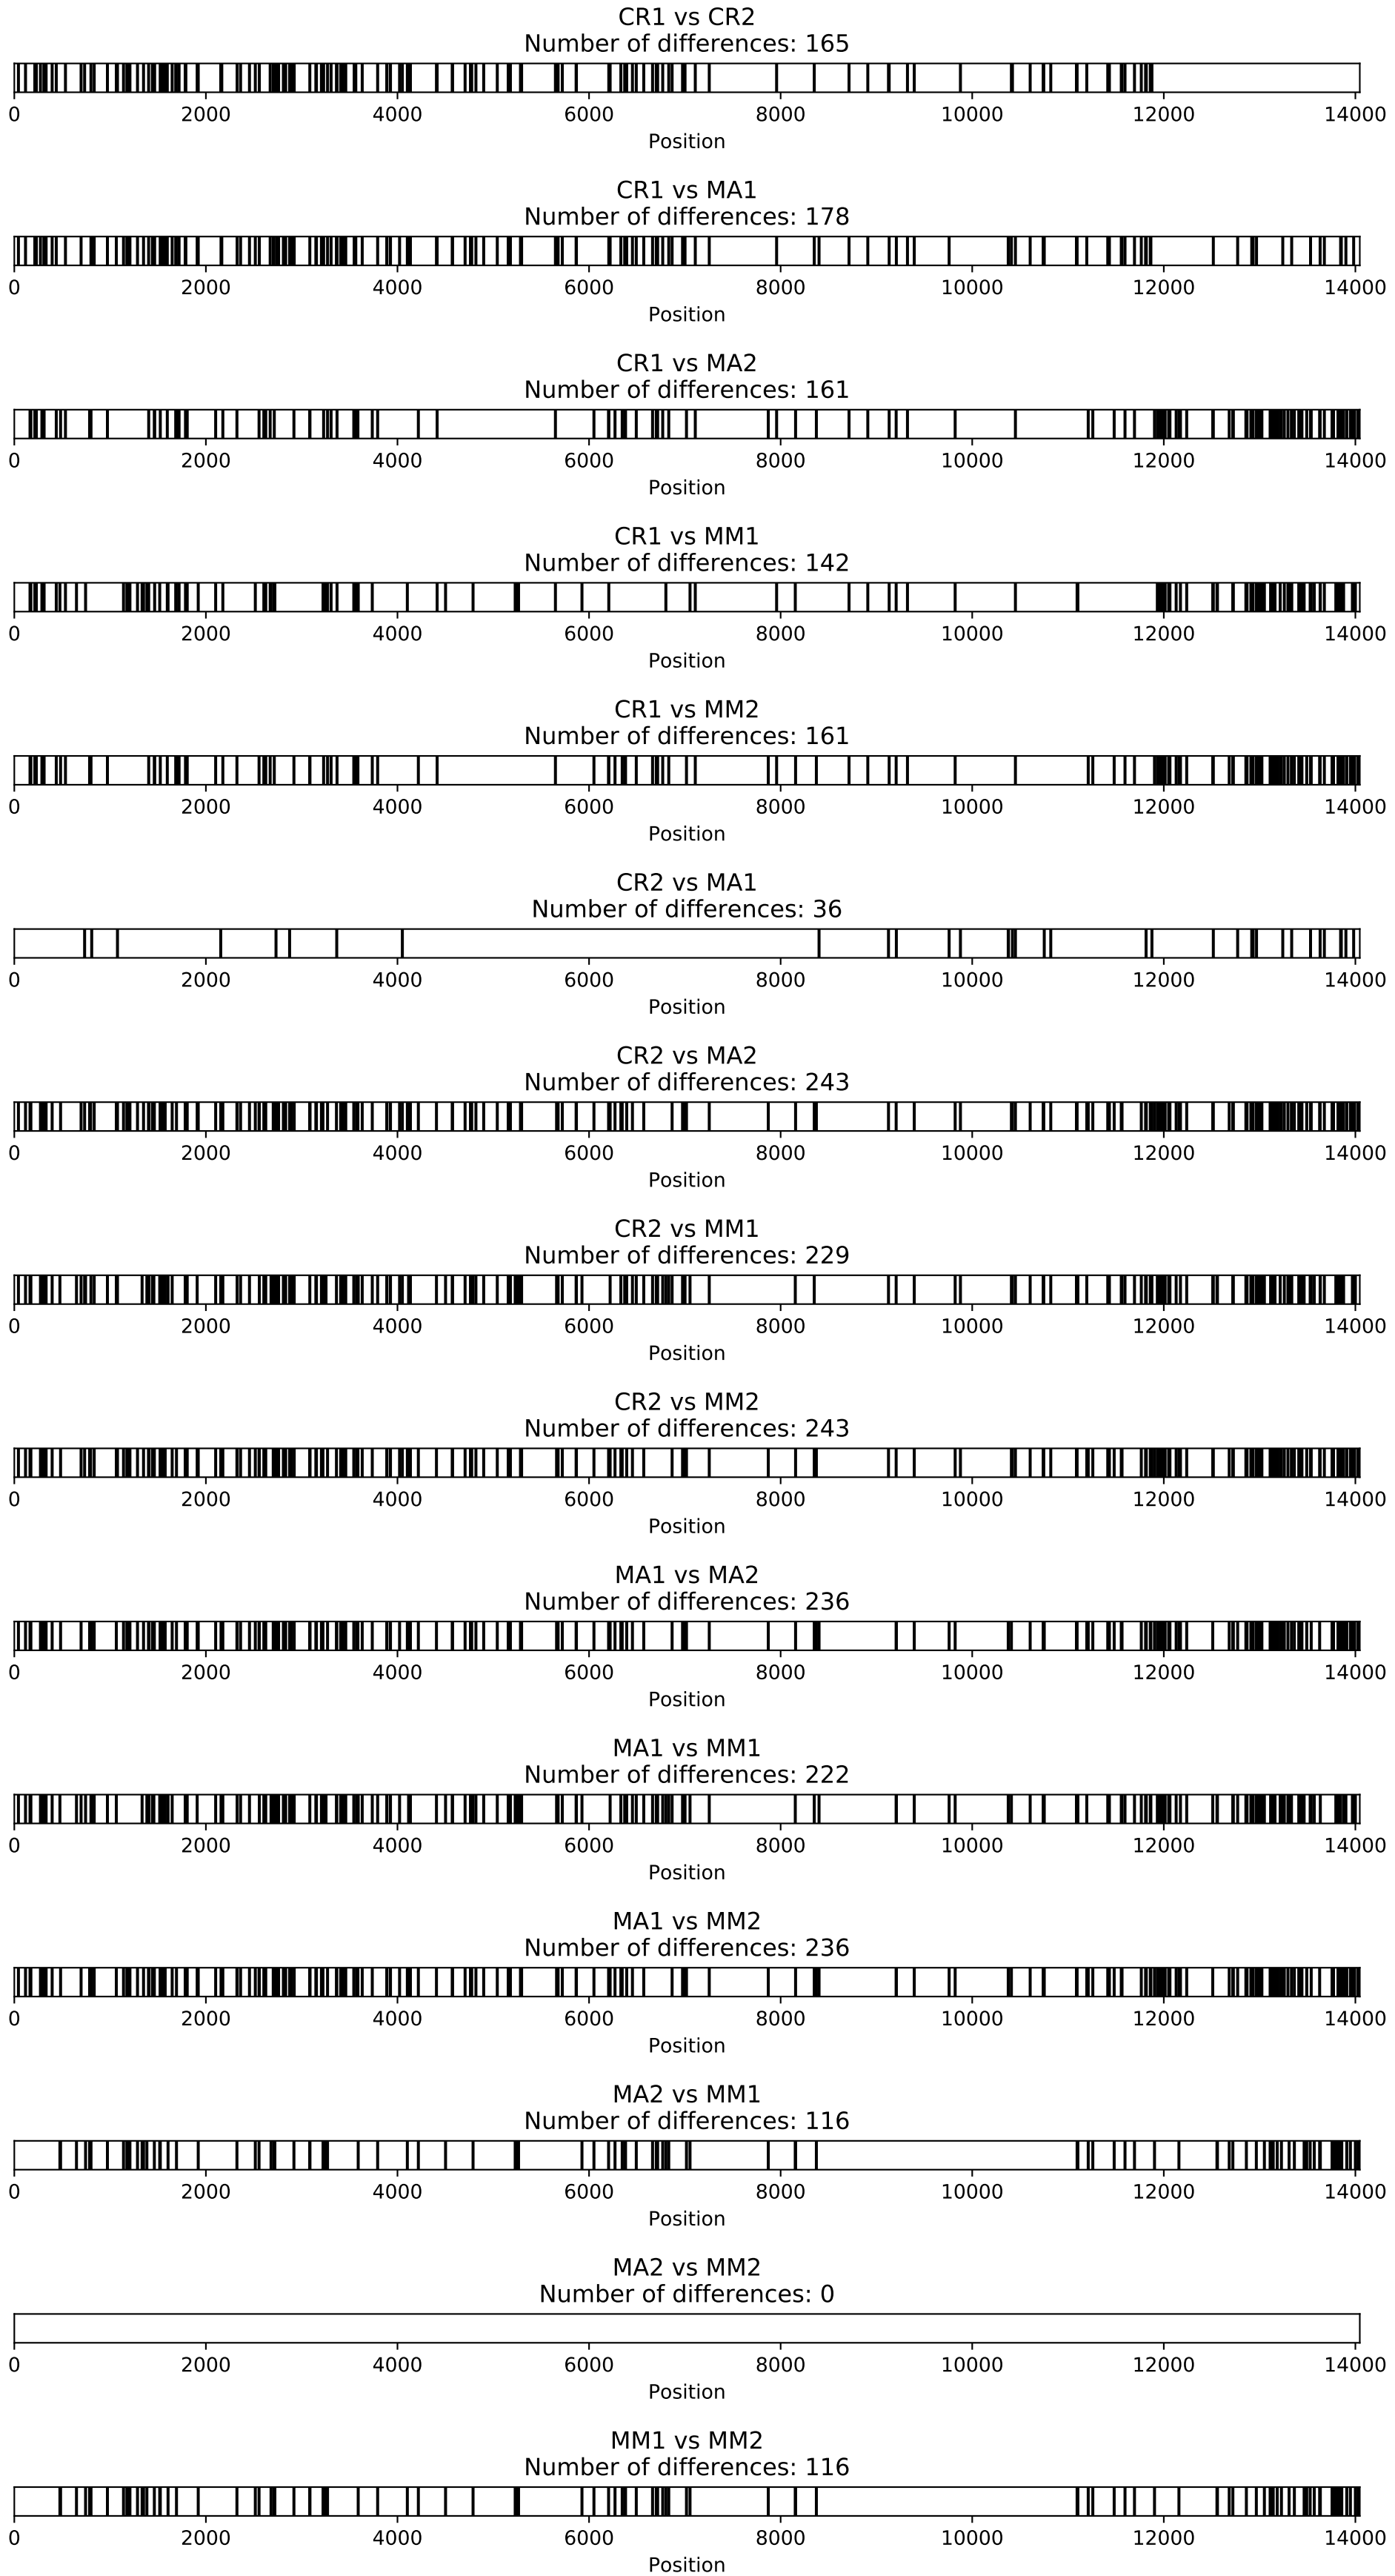 CR1 vs CR2
Number of differences: 165
0 2000 4000 6000 8000 10000 12000 14000
Position
CR1 vs MA1
Number of differences: 178
0 2000 4000 6000 8000 10000 12000 14000
Position
CR1 vs MA2
Number of differences: 161
0 2000 4000 6000 8000 10000 12000 14000
Position
CR1 vs MM1
Number of differences: 142
0 2000 4000 6000 8000 10000 12000 14000
Position
CR1 vs MM2
Number of differences: 161
0 2000 4000 6000 8000 10000 12000 14000
Position
CR2 vs MA1
Number of differences: 36
0 2000 4000 6000 8000 10000 12000 14000
Position
CR2 vs MA2
Number of differences: 243
0 2000 4000 6000 8000 10000 12000 14000
Position
CR2 vs MM1
Number of differences: 229
0 2000 4000 6000 8000 10000 12000 14000
Position
CR2 vs MM2
Number of differences: 243
0 2000 4000 6000 8000 10000 12000 14000
Position
MA1 vs MA2
Number of differences: 236
0 2000 4000 6000 8000 10000 12000 14000
Position
MA1 vs MM1
Number of differences: 222
0 2000 4000 6000 8000 10000 12000 14000
Position
MA1 vs MM2
Number of differences: 236
0 2000 4000 6000 8000 10000 12000 14000
Position
MA2 vs MM1
Number of differences: 116
0 2000 4000 6000 8000 10000 12000 14000
Position
MA2 vs MM2
Number of differences: 0
0 2000 4000 6000 8000 10000 12000 14000
Position
MM1 vs MM2
Number of differences: 116
0 2000 4000 6000 8000 10000 12000 14000
Position